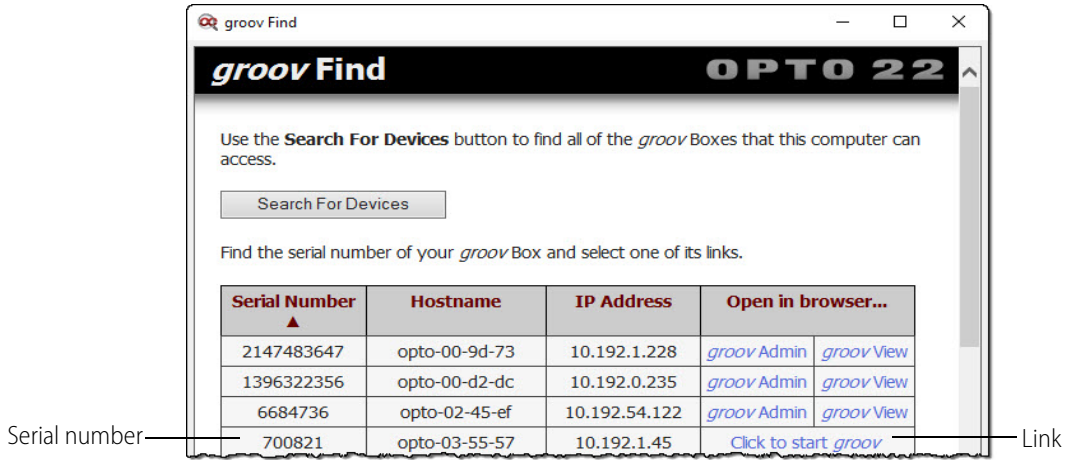 groov Find
groov Find OPTO 22
Use the Search For Devices button to find all of the groov Boxes that this computer can
access.
Search For Devices
Find the serial number of your groov Box and select one of its links.
Serial Number Hostname IP Address Open in browser...
2147483647 opto-00-9d-73 10.192.1.228 groov Admin groov View
1396322356 opto-00-d2-dc 10.192.0.235 groov Admin groov View
6684736 opto-02-45-ef 10.192.54.122 groov Admin groov View
Serial number 700821 opto-03-55-57 10.192.1.45 Click to start groov Link